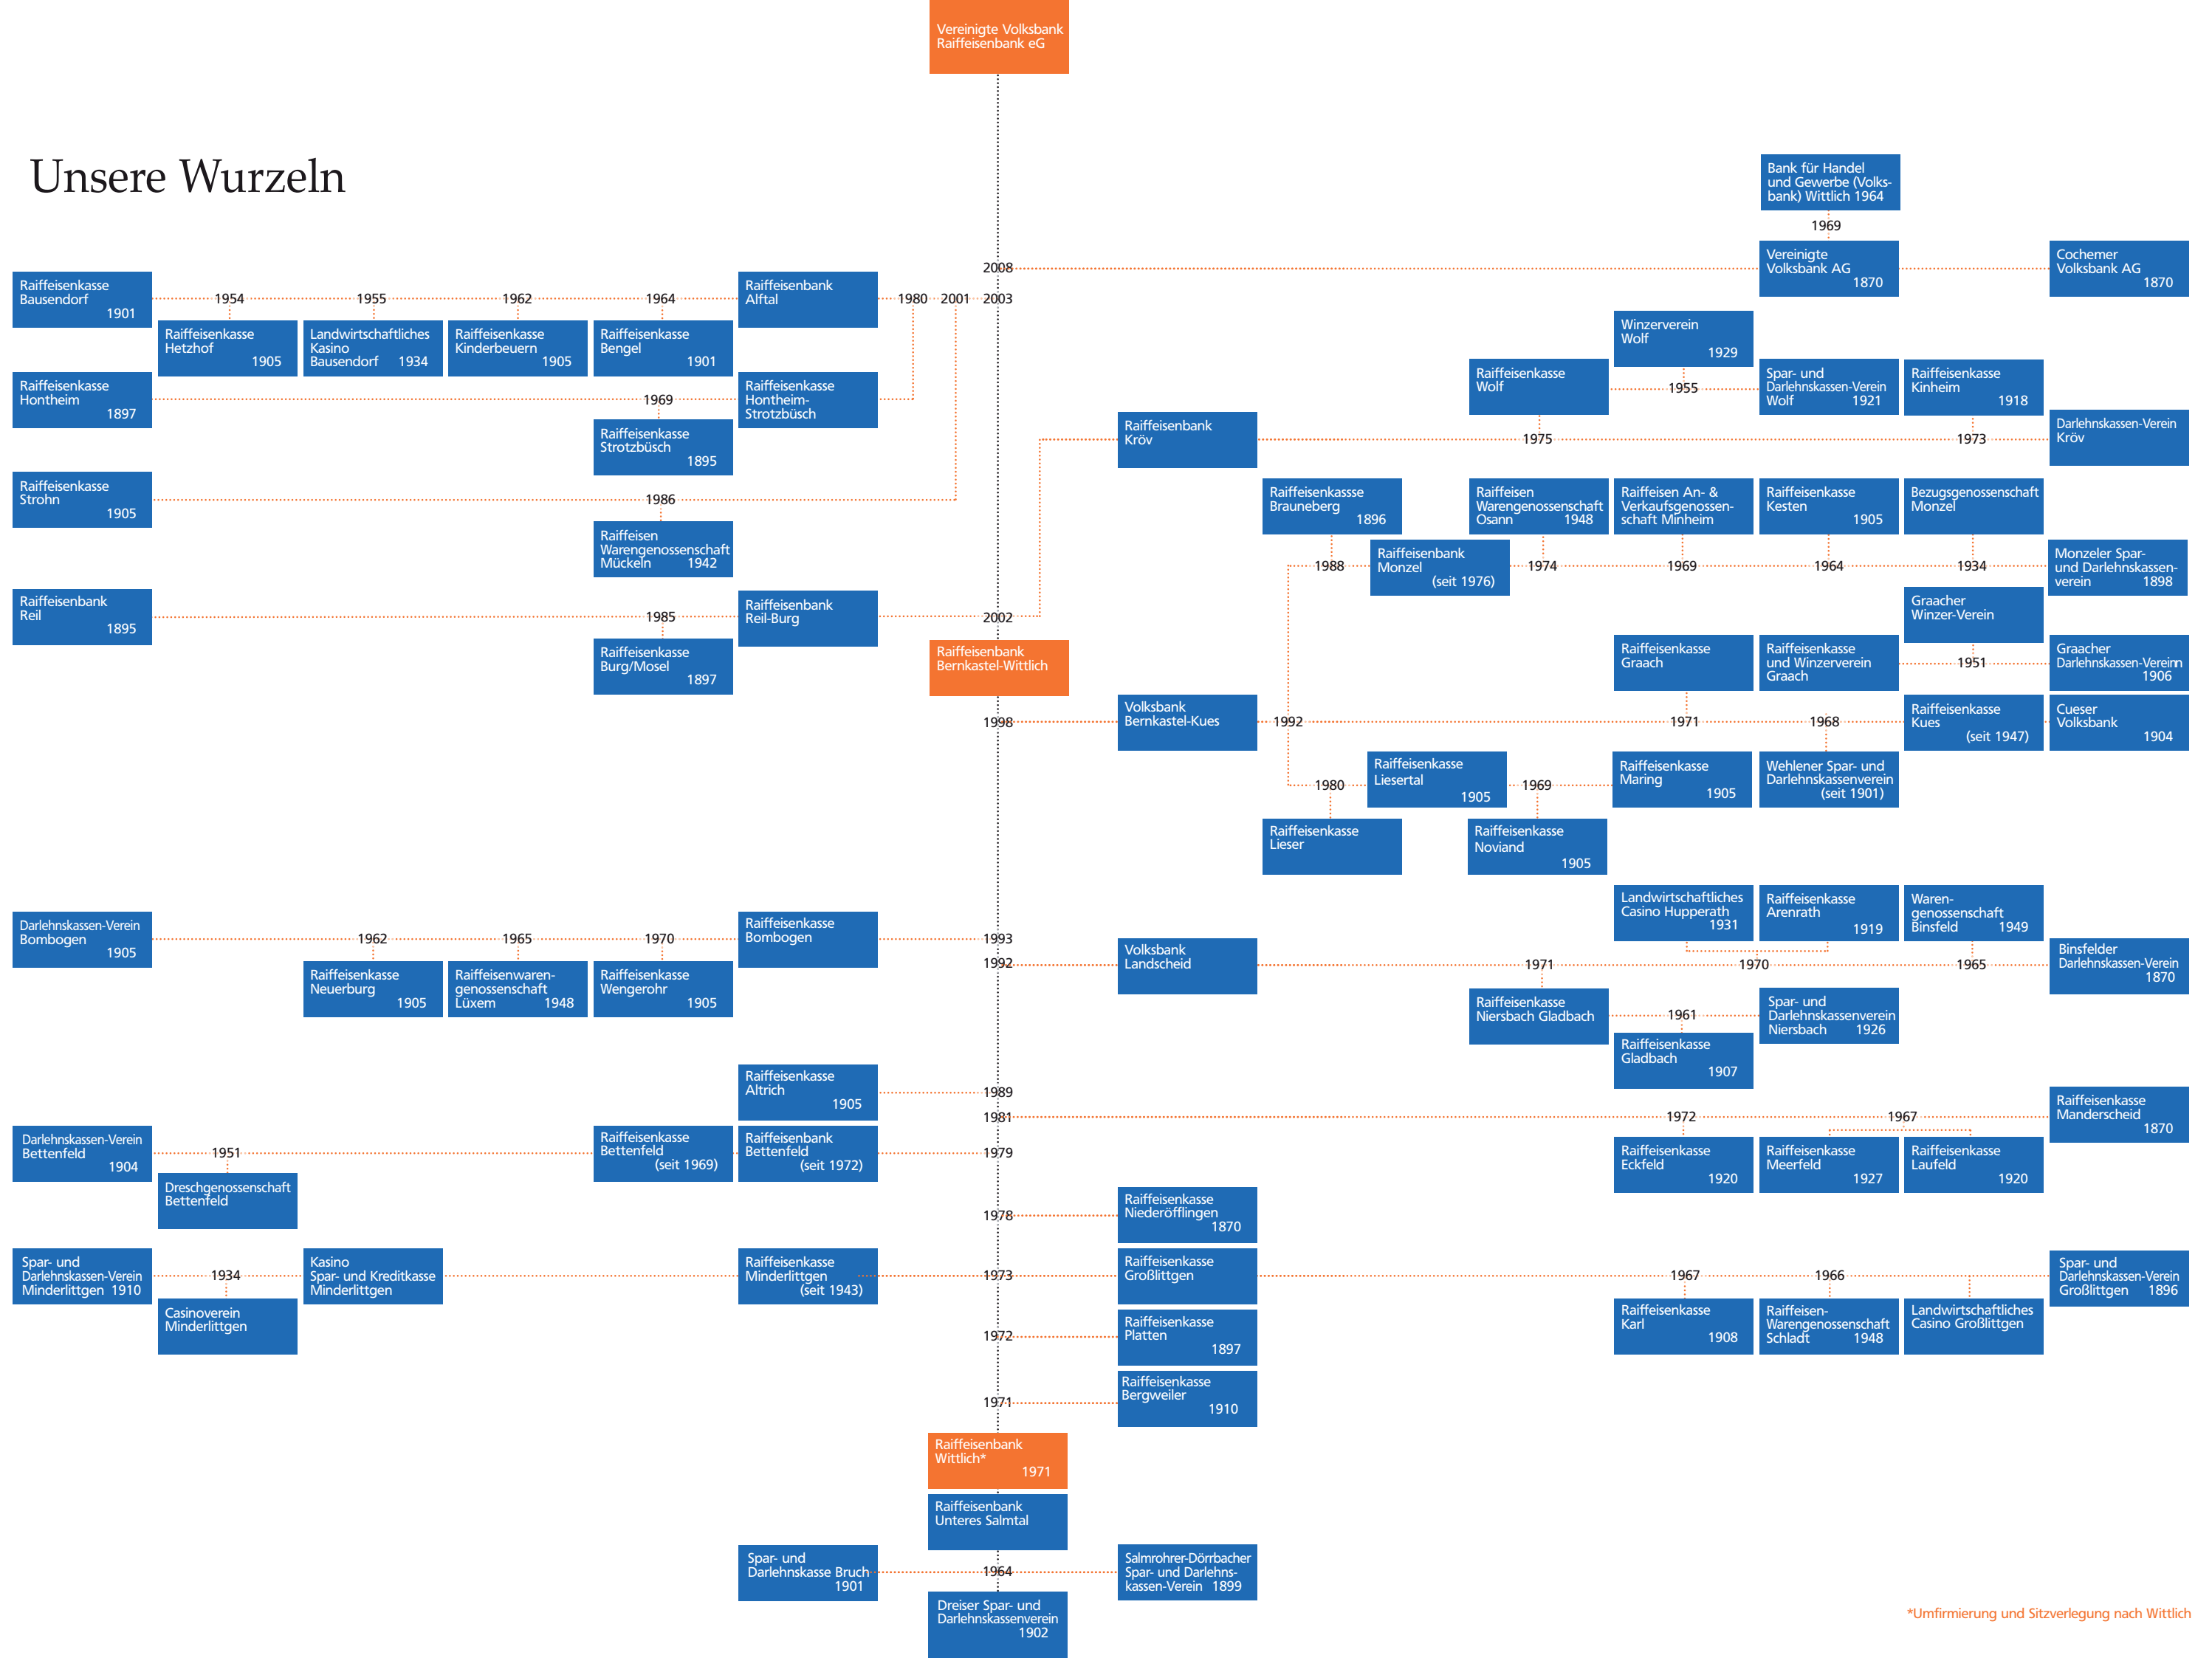 Vereinigte Volksbank
Raiffeisenbank eG
Unsere Wurzeln
Bank für Handel
und Gewerbe (Volks-
bank) Wittlich 1964
1969
2008
Vereinigte
Volksbank AG
1870
Cochemer
Volksbank AG
1870
Raiffeisenkasse
Bausendorf
1901
1954
1955
1962
1964
Raiffeisenbank
Alftal
1980
2001
2003
Raiffeisenkasse
Hetzhof
1905
Landwirtschaftliches
Kasino
Bausendorf 1934
Raiffeisenkasse
Kinderbeuern
1905
Raiffeisenkasse
Bengel
1901
Winzerverein
Wolf
1929
Raiffeisenkasse
Wolf
1955
Spar- und
Darlehnskassen-Verein
Wolf 1921
Raiffeisenkasse
Kinheim
1918
Raiffeisenkasse
Hontheim
1897
1969
Raiffeisenkasse
Hontheim-
Strotzbüsch
Raiffeisenkasse
Strotzbüsch
1895
Raiffeisenbank
Kröv
1975
1973
Darlehnskassen-Verein
Kröv
Raiffeisenkasse
Strohn
1905
1986
Raiffeisen
Warengenossenschaft
Mückeln 1942
Raiffeisenkassse
Brauneberg
1896
Raiffeisen
Warengenossenschaft
Osann 1948
Raiffeisen An- &
Verkaufsgenossen-
schaft Minheim
Raiffeisenkasse
Kesten
1905
Bezugsgenossenschaft
Monzel
1988
Raiffeisenbank
Monzel
(seit 1976)
1974
1969
1964
1934
Monzeler Spar-
und Darlehnskassen-
verein 1898
Raiffeisenbank
Reil
1895
1985
Raiffeisenbank
Reil-Burg
2002
Raiffeisenkasse
Burg/Mosel
1897
Raiffeisenbank
Bernkastel-Wittlich
Graacher
Winzer-Verein
Raiffeisenkasse
Graach
Raiffeisenkasse
und Winzerverein
Graach
1951
Graacher
Darlehnskassen-Vereinn
1906
1998
Volksbank
Bernkastel-Kues
1992
1971
1968
Raiffeisenkasse
Kues
(seit 1947)
Cueser
Volksbank
1904
1980
Raiffeisenkasse
Liesertal
1905
1969
Raiffeisenkasse
Maring
1905
Wehlener Spar- und
Darlehnskassenverein
(seit 1901)
Raiffeisenkasse
Lieser
Raiffeisenkasse
Noviand
1905
Darlehnskassen-Verein
Bombogen
1905
1962
1965
1970
Raiffeisenkasse
Bombogen
1993
Raiffeisenkasse
Neuerburg
1905
Raiffeisenwaren-
genossenschaft
Lüxem 1948
Raiffeisenkasse
Wengerohr
1905
Landwirtschaftliches
Casino Hupperath
1931
Raiffeisenkasse
Arenrath
1919
Waren-
genossenschaft
Binsfeld 1949
1992
Volksbank
Landscheid
1971
1970
1965
Binsfelder
Darlehnskassen-Verein
1870
Raiffeisenkasse
Niersbach Gladbach
1961
Spar- und
Darlehnskassenverein
Niersbach 1926
Raiffeisenkasse
Gladbach
1907
Raiffeisenkasse
Altrich
1905
1989
1981
1972
1967
Raiffeisenkasse
Manderscheid
1870
Raiffeisenkasse
Eckfeld
1920
Raiffeisenkasse
Meerfeld
1927
Raiffeisenkasse
Laufeld
1920
Darlehnskassen-Verein
Bettenfeld
1904
1951
Raiffeisenkasse
Bettenfeld
(seit 1969)
Raiffeisenbank
Bettenfeld
(seit 1972)
1979
Dreschgenossenschaft
Bettenfeld
1978
Raiffeisenkasse
Niederöfflingen
1870
Spar- und
Darlehnskassen-Verein
Minderlittgen 1910
1934
Kasino
Spar- und Kreditkasse
Minderlittgen
Raiffeisenkasse
Minderlittgen
(seit 1943)
1973
Raiffeisenkasse
Großlittgen
1967
1966
Spar- und
Darlehnskassen-Verein
Großlittgen 1896
Casinoverein
Minderlittgen
Raiffeisenkasse
Karl
1908
Raiffeisen-
Warengenossenschaft
Schladt 1948
Landwirtschaftliches
Casino Großlittgen
1972
Raiffeisenkasse
Platten
1897
1971
Raiffeisenkasse
Bergweiler
1910
Raiffeisenbank
Wittlich*
1971
Raiffeisenbank
Unteres Salmtal
Spar- und
Darlehnskasse Bruch
1901
1964
Salmrohrer-Dörrbacher
Spar- und Darlehns-
kassen-Verein 1899
Dreiser Spar- und
Darlehnskassenverein
1902
*Umfirmierung und Sitzverlegung nach Wittlich